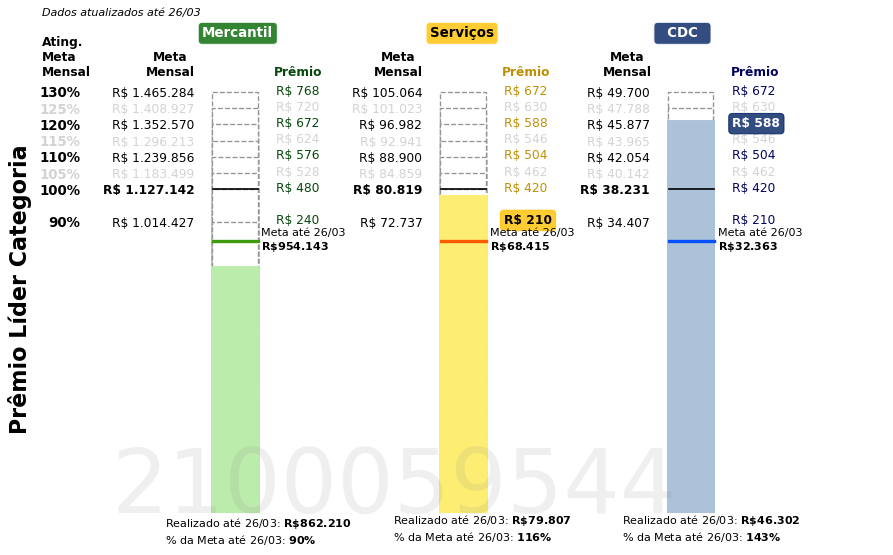 Dados atualizados até 26/03
Mercantil Serviços CDC
Ating. Meta Mensal Meta Mensal Prêmio Meta Mensal Prêmio Meta Mensal Prêmio
130% R$ 1.465.284 R$ 768 R$ 105.064 R$ 672 R$ 49.700 R$ 672
125% R$ 1.408.927 R$ 720 R$ 101.023 R$ 630 R$ 47.788 R$ 630
120% R$ 1.352.570 R$ 672 R$ 96.982 R$ 588 R$ 45.877 R$ 588
115% R$ 1.296.213 R$ 624 R$ 92.941 R$ 546 R$ 43.965 R$ 546
110% R$ 1.239.856 R$ 576 R$ 88.900 R$ 504 R$ 42.054 R$ 504
105% R$ 1.183.499 R$ 528 R$ 84.859 R$ 462 R$ 40.142 R$ 462
100% R$ 1.127.142 R$ 480 R$ 80.819 R$ 420 R$ 38.231 R$ 420
90% R$ 1.014.427 R$ 240 R$ 72.737 R$ 210 R$ 34.407 R$ 210
Meta até 26/03 Meta até 26/03 Meta até 26/03
R$954.143 R$68.415 R$32.363
Prêmio Líder Categoria
2100059544
Realizado até 26/03: R$862.210 Realizado até 26/03: R$79.807 Realizado até 26/03: R$46.302
% da Meta até 26/03: 90% % da Meta até 26/03: 116% % da Meta até 26/03: 143%